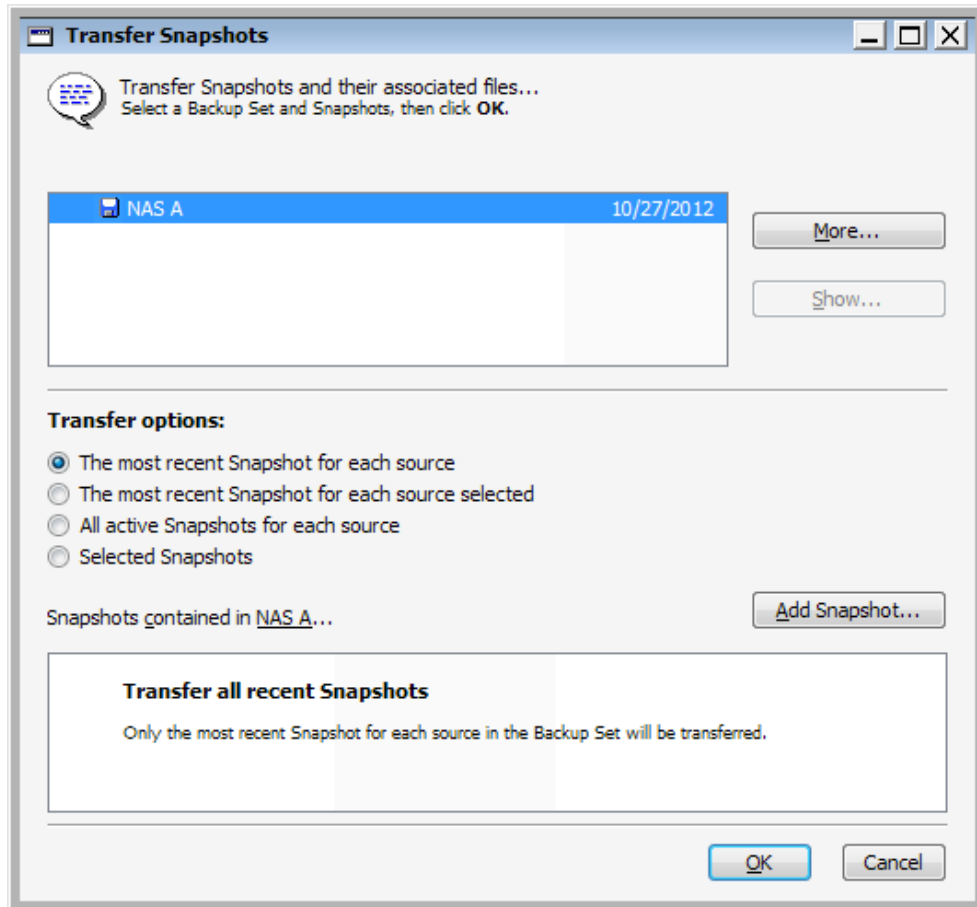 Transfer Snapshots
Transfer Snapshots and their associated files...
Select a Backup Set and Snapshots, then click OK.
NAS A 10/27/2012
More...
Show...
Transfer options:
The most recent Snapshot for each source
The most recent Snapshot for each source selected
All active Snapshots for each source
Selected Snapshots
Snapshots contained in NAS A...
Add Snapshot...
Transfer all recent Snapshots
Only the most recent Snapshot for each source in the Backup Set will be transferred.
OK Cancel